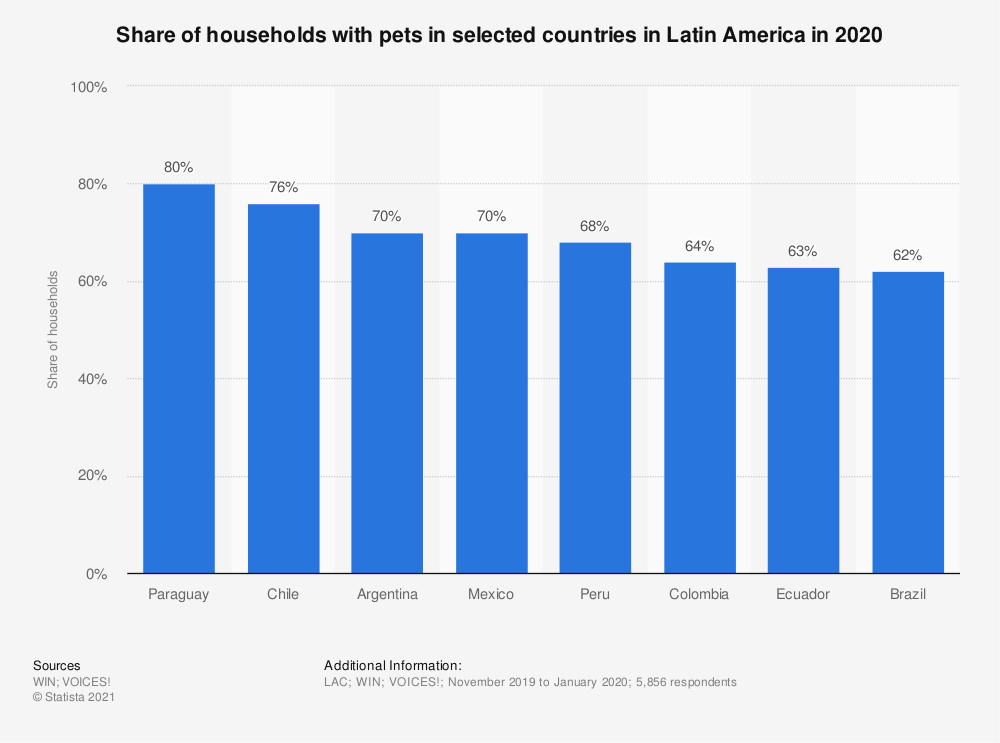 Share of households with pets in selected countries in Latin America in 2020
Share of households
100%
80%
60%
40%
20%
0%
80%
76%
70%
70%
68%
64%
63%
62%
Paraguay
Chile
Argentina
Mexico
Peru
Colombia
Ecuador
Brazil
Sources
WIN; VOICES!
© Statista 2021
Additional Information:
LAC; WIN; VOICES!; November 2019 to January 2020; 5,856 respondents